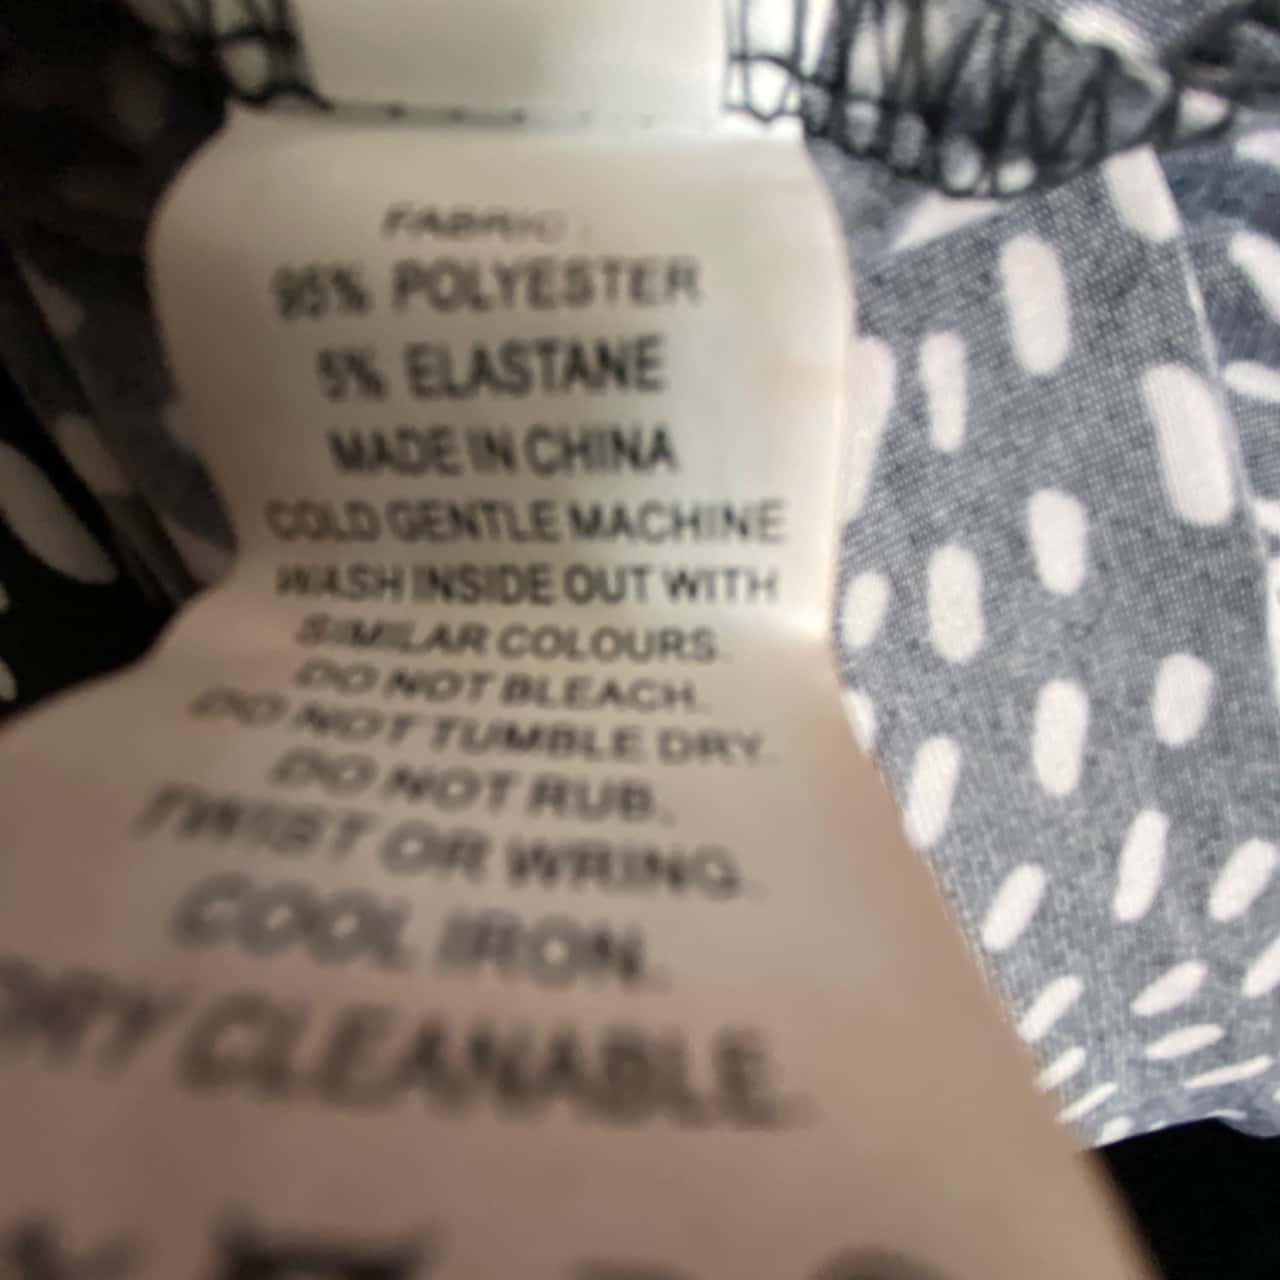 FABRIC:
95% POLYESTER
5% ELASTANE
MADE IN CHINA
COLD GENTLE MACHINE
WASH INSIDE OUT WITH
SIMILAR COLOURS.
DO NOT BLEACH.
DO NOT TUMBLE DRY.
DO NOT RUB,
TWIST OR WRING.
COOL IRON.
DRY CLEANABLE.